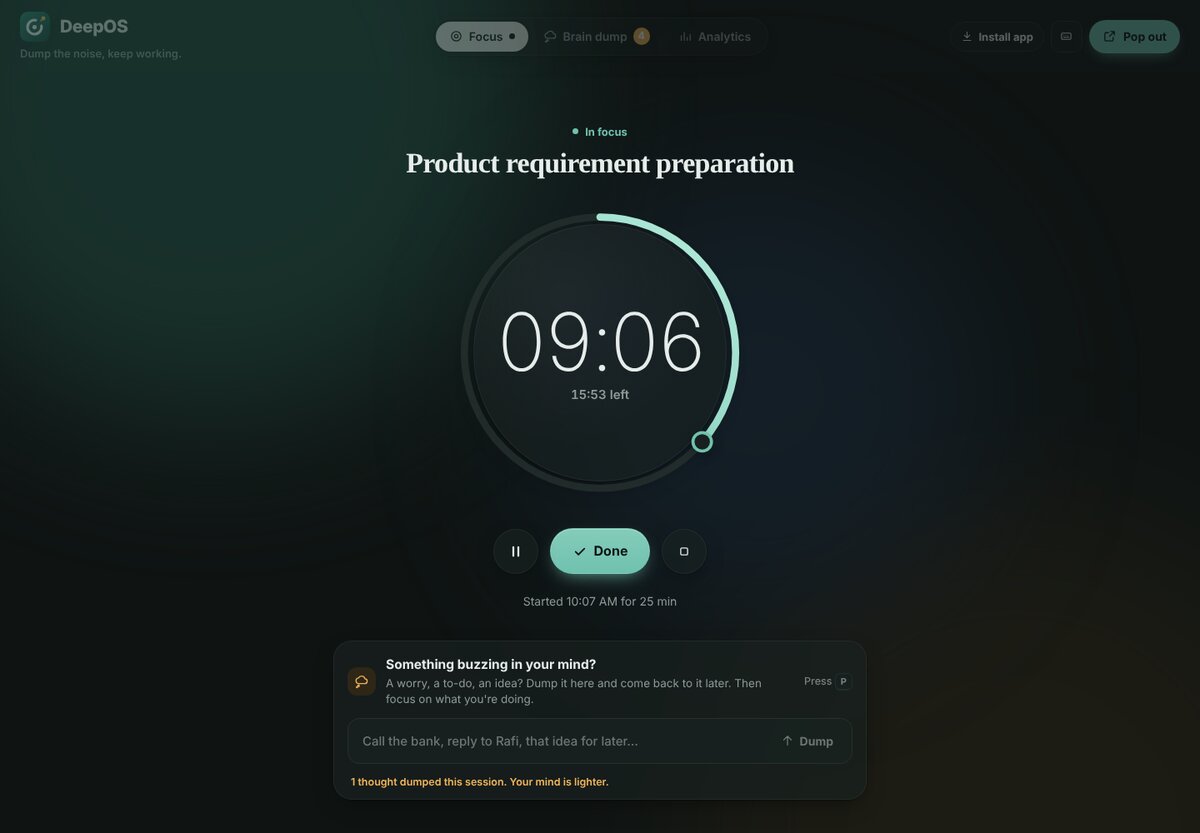 DeepOS
Dump the noise, keep working.
Focus
Brain dump 4
Analytics
Install app
Pop out
In focus
Product requirement preparation
09:06
15:53 left
Done
Started 10:07 AM for 25 min
Something buzzing in your mind?
A worry, a to-do, an idea? Dump it here and come back to it later. Then
focus on what you're doing.
Press P
Call the bank, reply to Rafi, that idea for later...
Dump
1 thought dumped this session. Your mind is lighter.